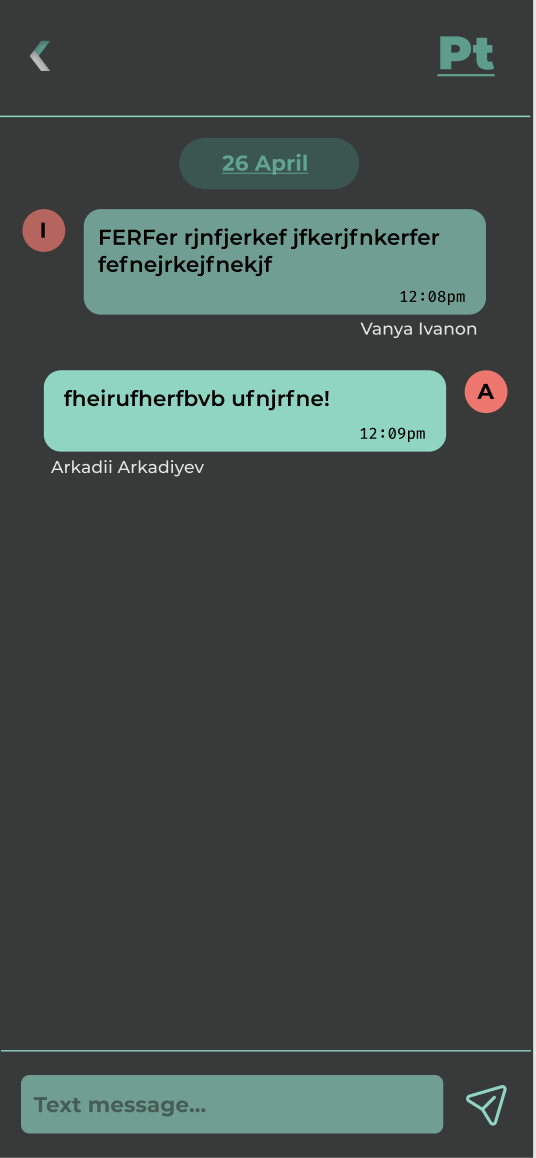 Pt
26 April
I
FERFer rjnfjerkef jfkerjfnkerfer
fefnejrkejfnekjf
12:08pm
Vanya Ivanon
fheirufherfbvb ufnjrfne!
A
12:09pm
Arkadii Arkadiyev
Text message...